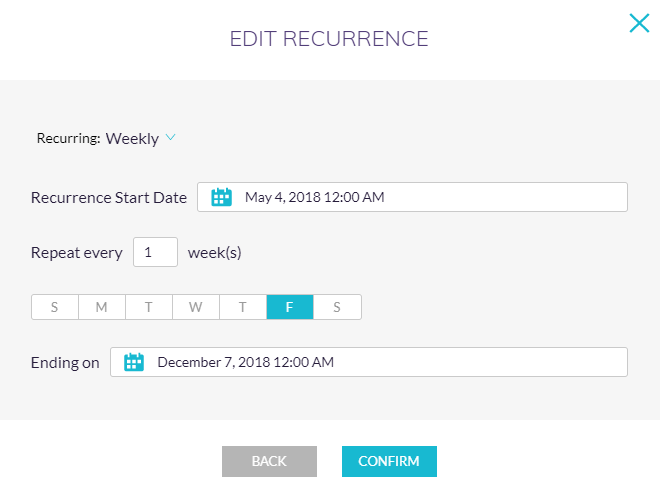 EDIT RECURRENCE
Recurring: Weekly
Recurrence Start Date May 4, 2018 12:00 AM
Repeat every 1 week(s)
S M T W T F S
Ending on December 7, 2018 12:00 AM
BACK CONFIRM